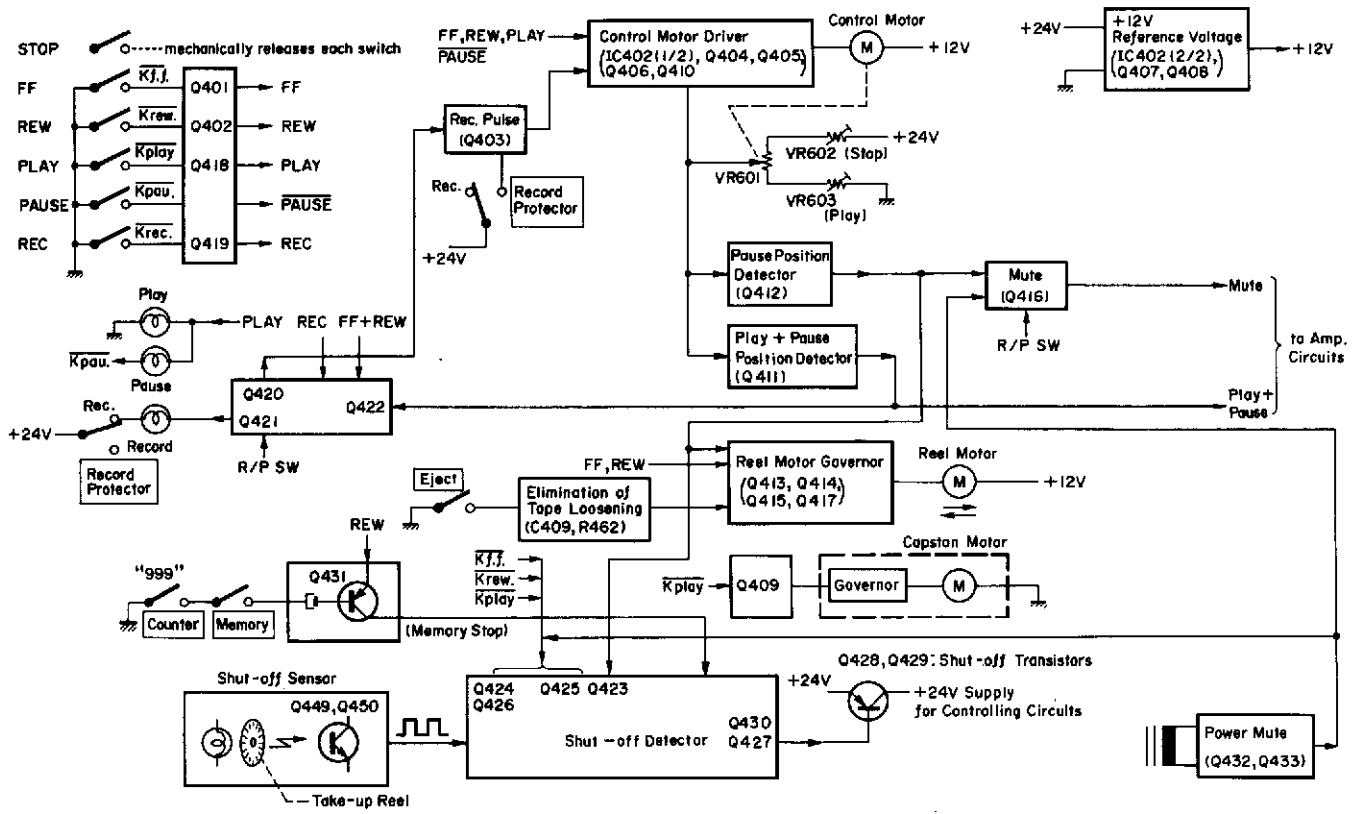 STOP
mechanically releases each switch
FF
Kf.f.
Q401
FF
REW
Krew.
Q402
REW
PLAY
Kplay
Q418
PLAY
PAUSE
Kpau.
PAUSE
REC
Krec.
Q419
REC
FF, REW, PLAY
PAUSE
Control Motor Driver
(IC402(1/2), Q404, Q405,
Q406, Q410)
Control Motor
M
+12V
+24V
+12V
Reference Voltage
(IC402(2/2),
Q407, Q408)
+12V
Rec. Pulse
(Q403)
Rec.
Record
Protector
+24V
VR601
VR602 (Stop)
+24V
VR603
(Play)
Pause Position
Detector
(Q412)
Mute
(Q416)
R/P SW
Mute
to Amp.
Circuits
Play +
Pause
Play + Pause
Position Detector
(Q411)
Play
Kpau.
Pause
PLAY
REC
FF+REW
Q420
Q421
Q422
R/P SW
Rec.
+24V
Record
Record
Protector
FF, REW
Reel Motor Governor
(Q413, Q414,
Q415, Q417)
Reel Motor
M
+12V
Eject
Elimination of
Tape Loosening
(C409, R462)
Capstan Motor
Kplay
Q409
Governor
M
REW
Q431
"999"
Counter
Memory
(Memory Stop)
Kf.f.
Krew.
Kplay
Shut-off Sensor
Q449, Q450
Take-up Reel
Q424
Q426
Q425
Q423
Q430
Q427
Shut-off Detector
Q428, Q429: Shut-off Transistors
+24V
+24V Supply
for Controlling Circuits
Power Mute
(Q432, Q433)